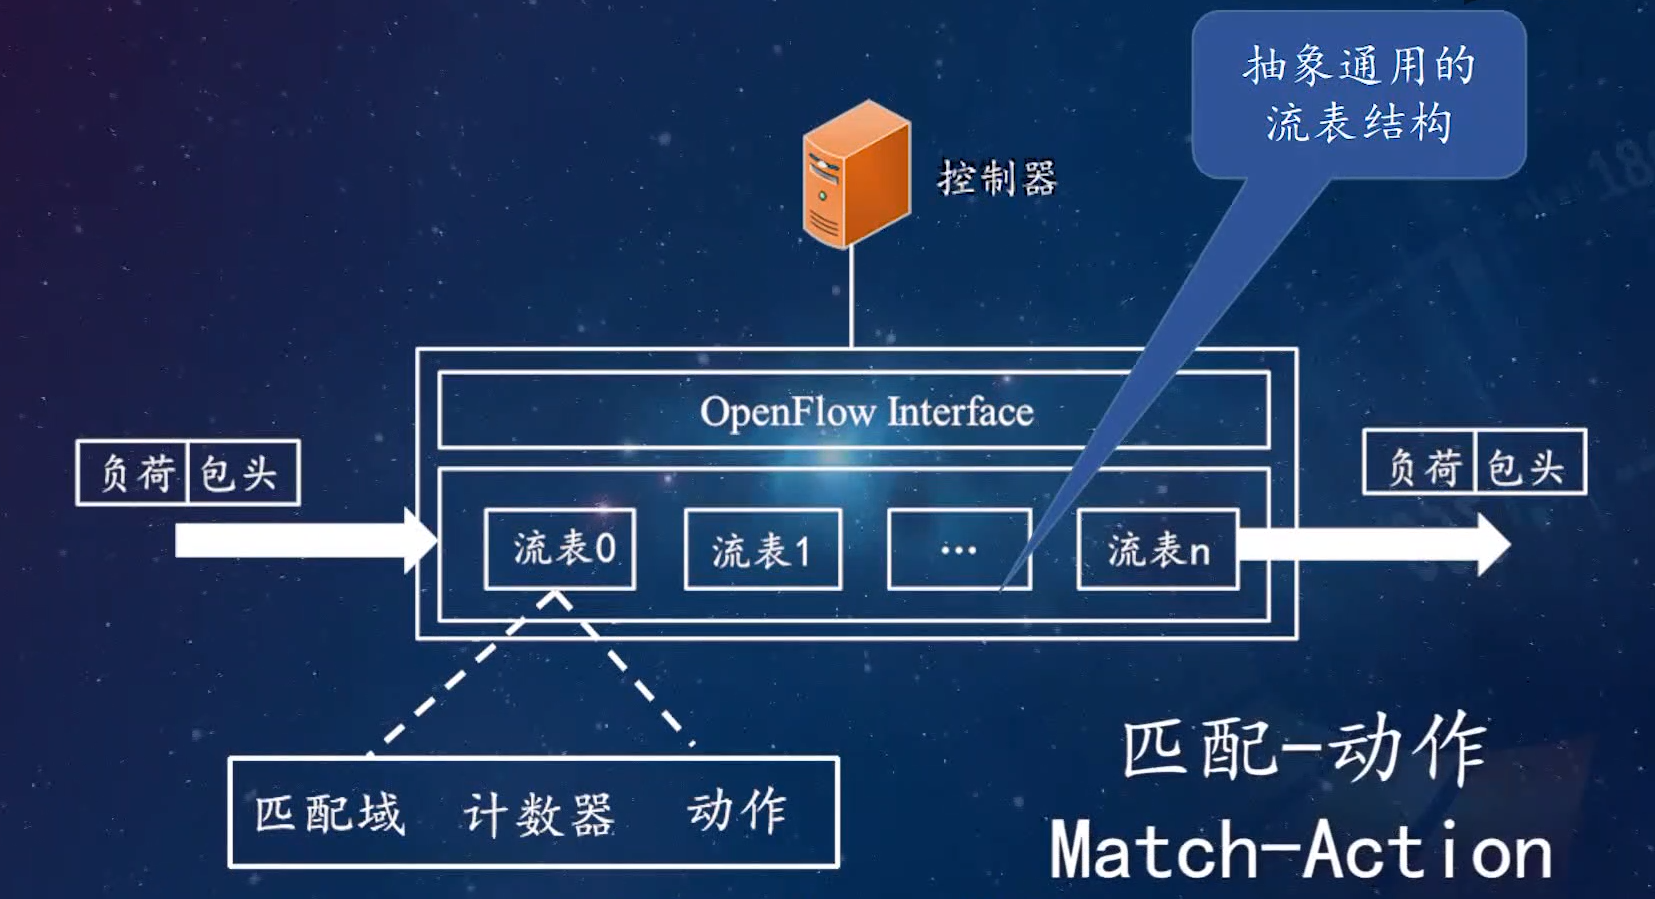 抽象通用的
流表结构
控制器
OpenFlow Interface
负荷 包头
负荷 包头
流表0 流表1 ··· 流表n
匹配域 计数器 动作
匹配-动作
Match-Action